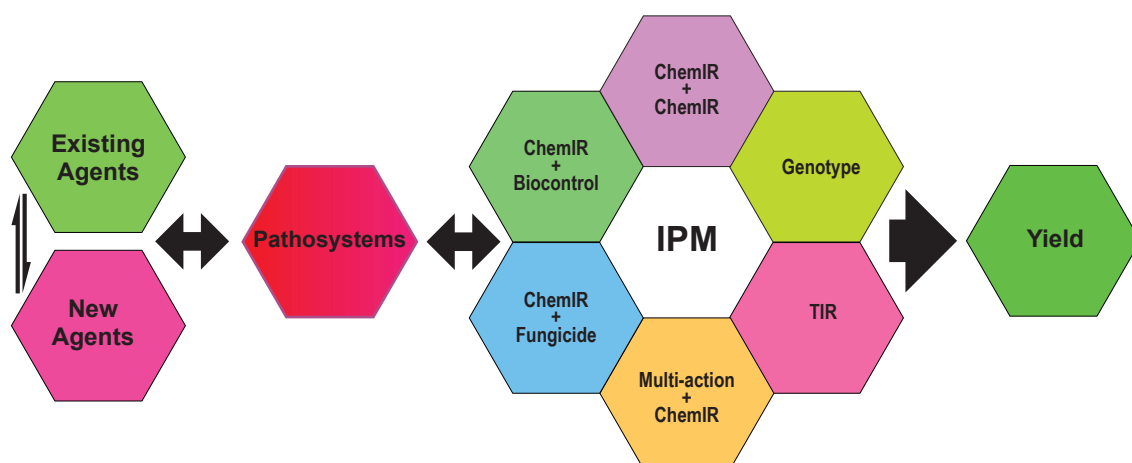 Existing
Agents
New
Agents
Pathosystems
ChemIR
+
Biocontrol
ChemIR
+
ChemIR
Genotype
IPM
ChemIR
+
Fungicide
Multi-action
+
ChemIR
TIR
Yield